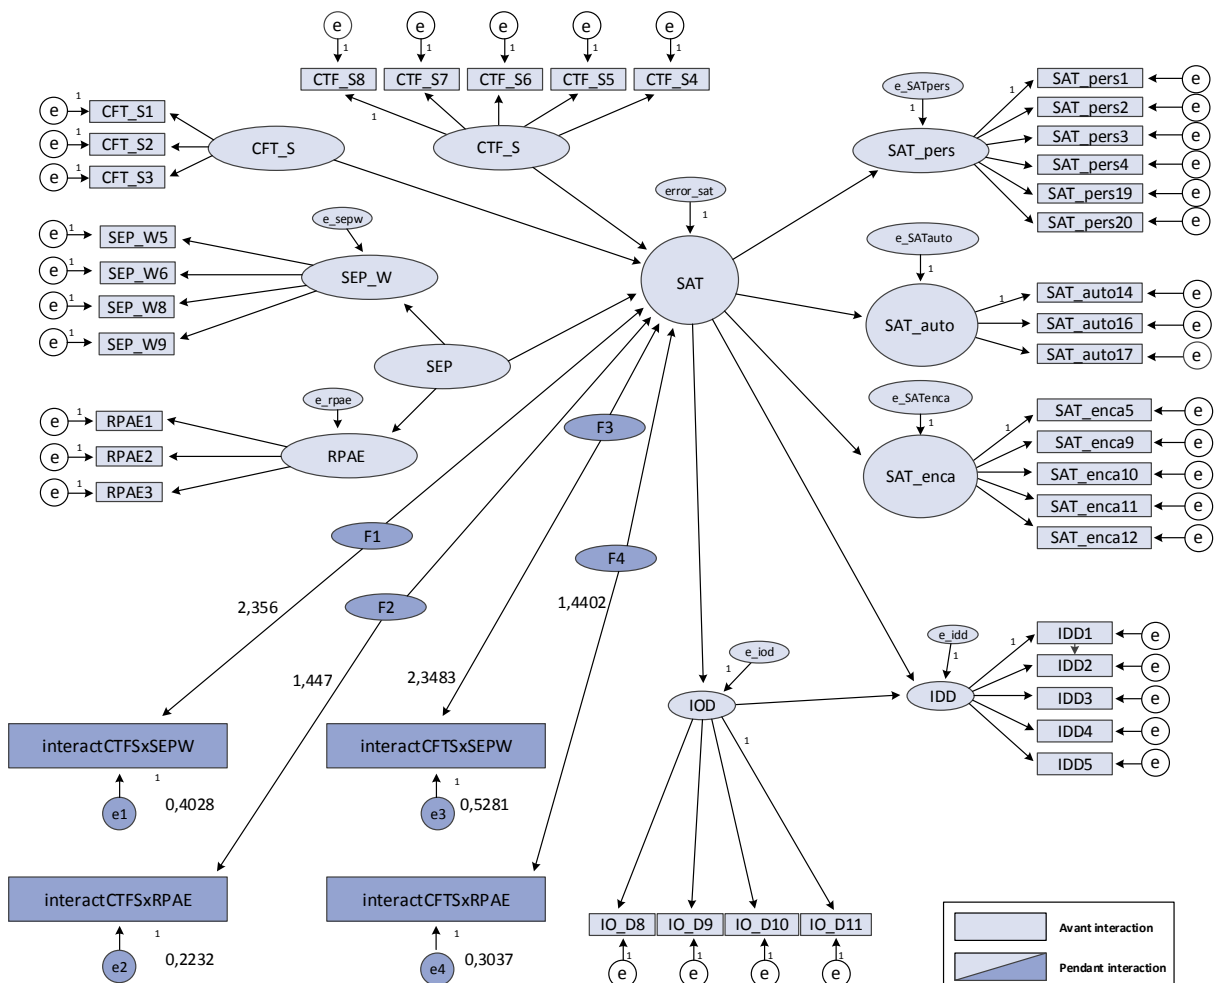 e e e e e
1 1 1 1 1
CTF_S8 CTF_S7 CTF_S6 CTF_S5 CTF_S4
1
CTF_S
e 1 CFT_S1
e 1 CFT_S2
e 1 CFT_S3
CFT_S
e_SATpers
1
SAT_pers
1
SAT_pers1 e
SAT_pers2 e
SAT_pers3 e
SAT_pers4 e
SAT_pers19 e
SAT_pers20 e
error_sat
1
SAT
e_sepw
e 1 SEP_W5
e 1 SEP_W6
e 1 SEP_W8
e 1 SEP_W9
SEP_W
SEP
e_SATauto
1
SAT_auto
1
SAT_auto14 e
SAT_auto16 e
SAT_auto17 e
e_rpae
e 1 RPAE1
e 1 RPAE2
e 1 RPAE3
RPAE
e_SATenca
1
SAT_enca
1
SAT_enca5 e
SAT_enca9 e
SAT_enca10 e
SAT_enca11 e
SAT_enca12 e
F3
F1
F4
F2
2,356
1,4402
1,447
2,3483
e_iod
1
IOD
1
e_idd
1
IDD
1
IDD1 e
IDD2 e
IDD3 e
IDD4 e
IDD5 e
interactCTFSxSEPW
1
e1 0,4028
interactCFTSxSEPW
1
e3 0,5281
interactCTFSxRPAE
1
e2 0,2232
interactCFTSxRPAE
1
e4 0,3037
IO_D8 IO_D9 IO_D10 IO_D11
1 1 1 1
e e e e
Avant interaction
Pendant interaction